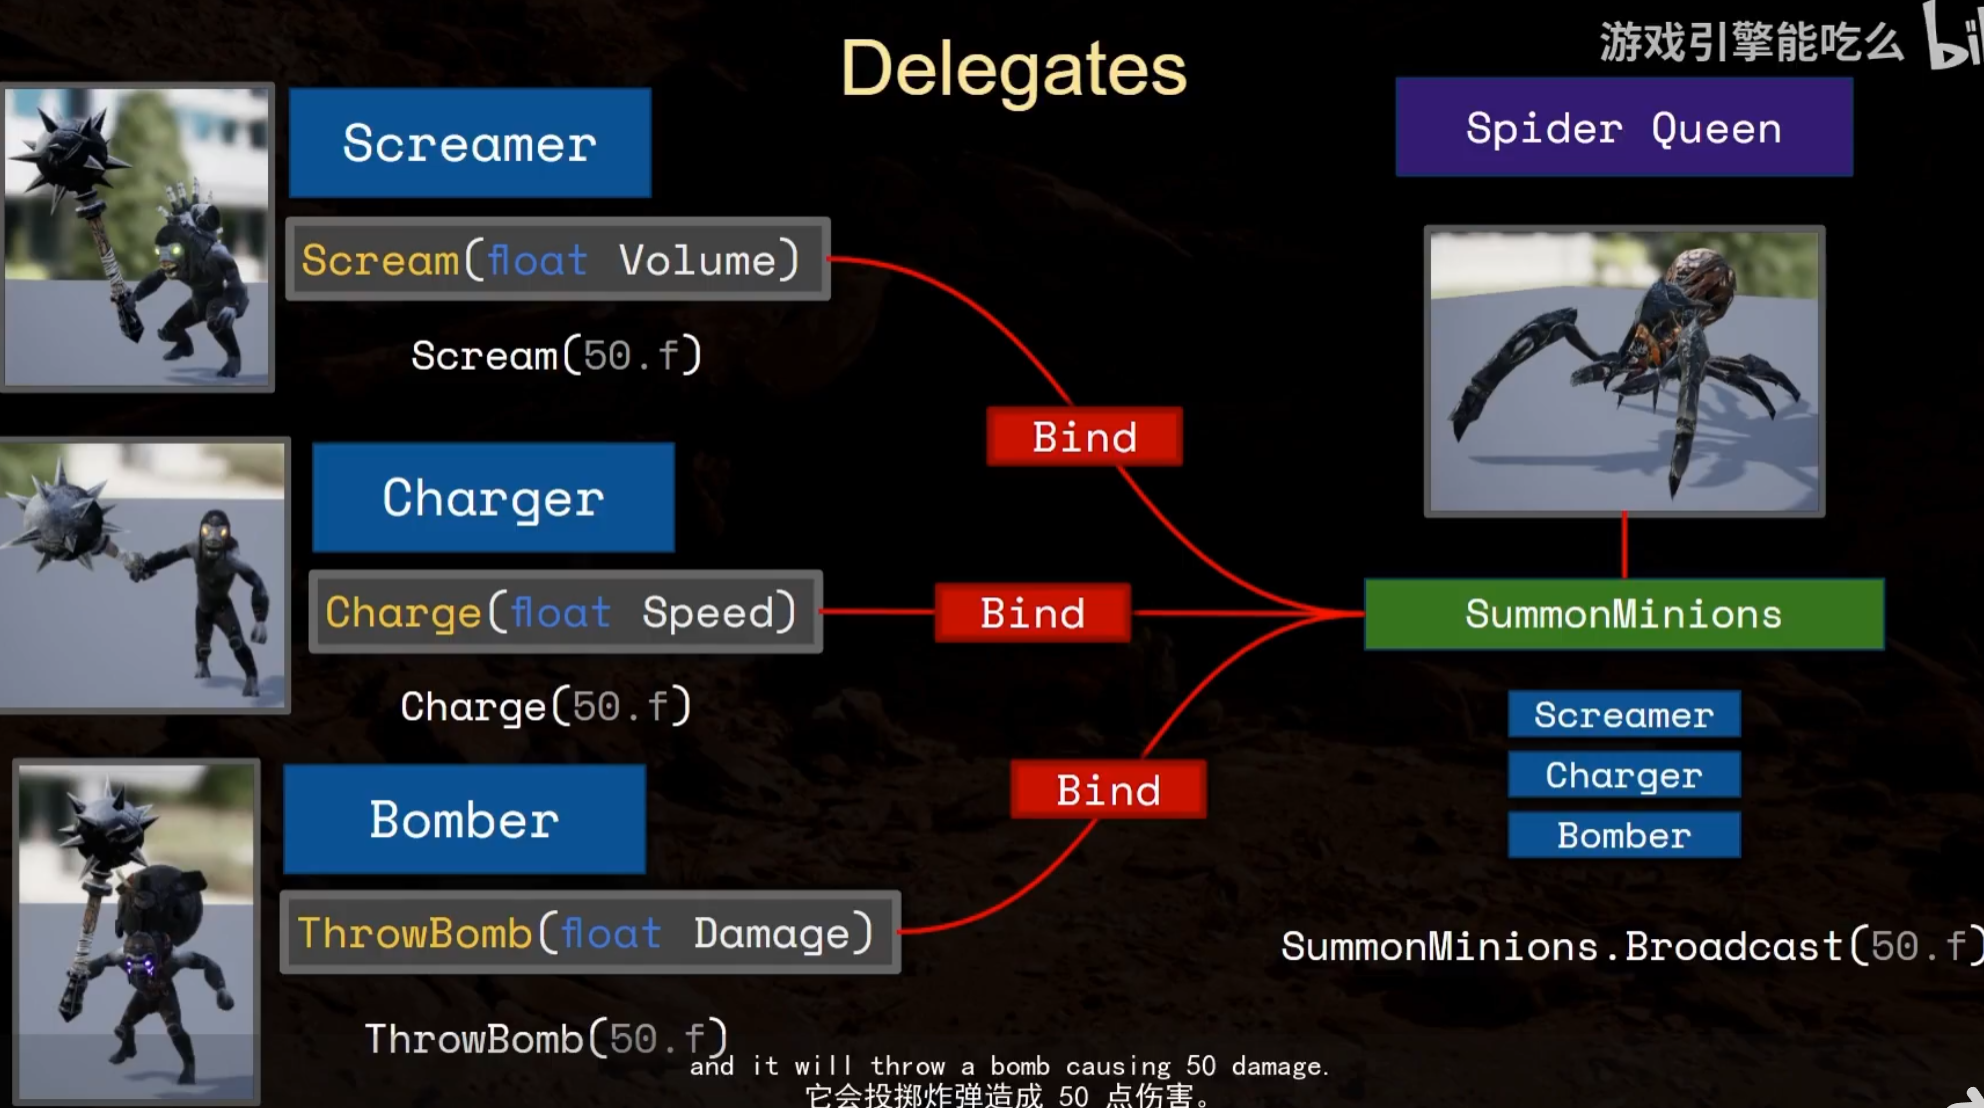 游戏引擎能吃么
Delegates
Screamer
Scream(float Volume)
Scream(50.f)
Charger
Charge(float Speed)
Charge(50.f)
Bomber
ThrowBomb(float Damage)
ThrowBomb(50.f)
Bind
Bind
Bind
Spider Queen
SummonMinions
Screamer
Charger
Bomber
SummonMinions.Broadcast(50.f)
and it will throw a bomb causing 50 damage.
它会投掷炸弹造成 50 点伤害。